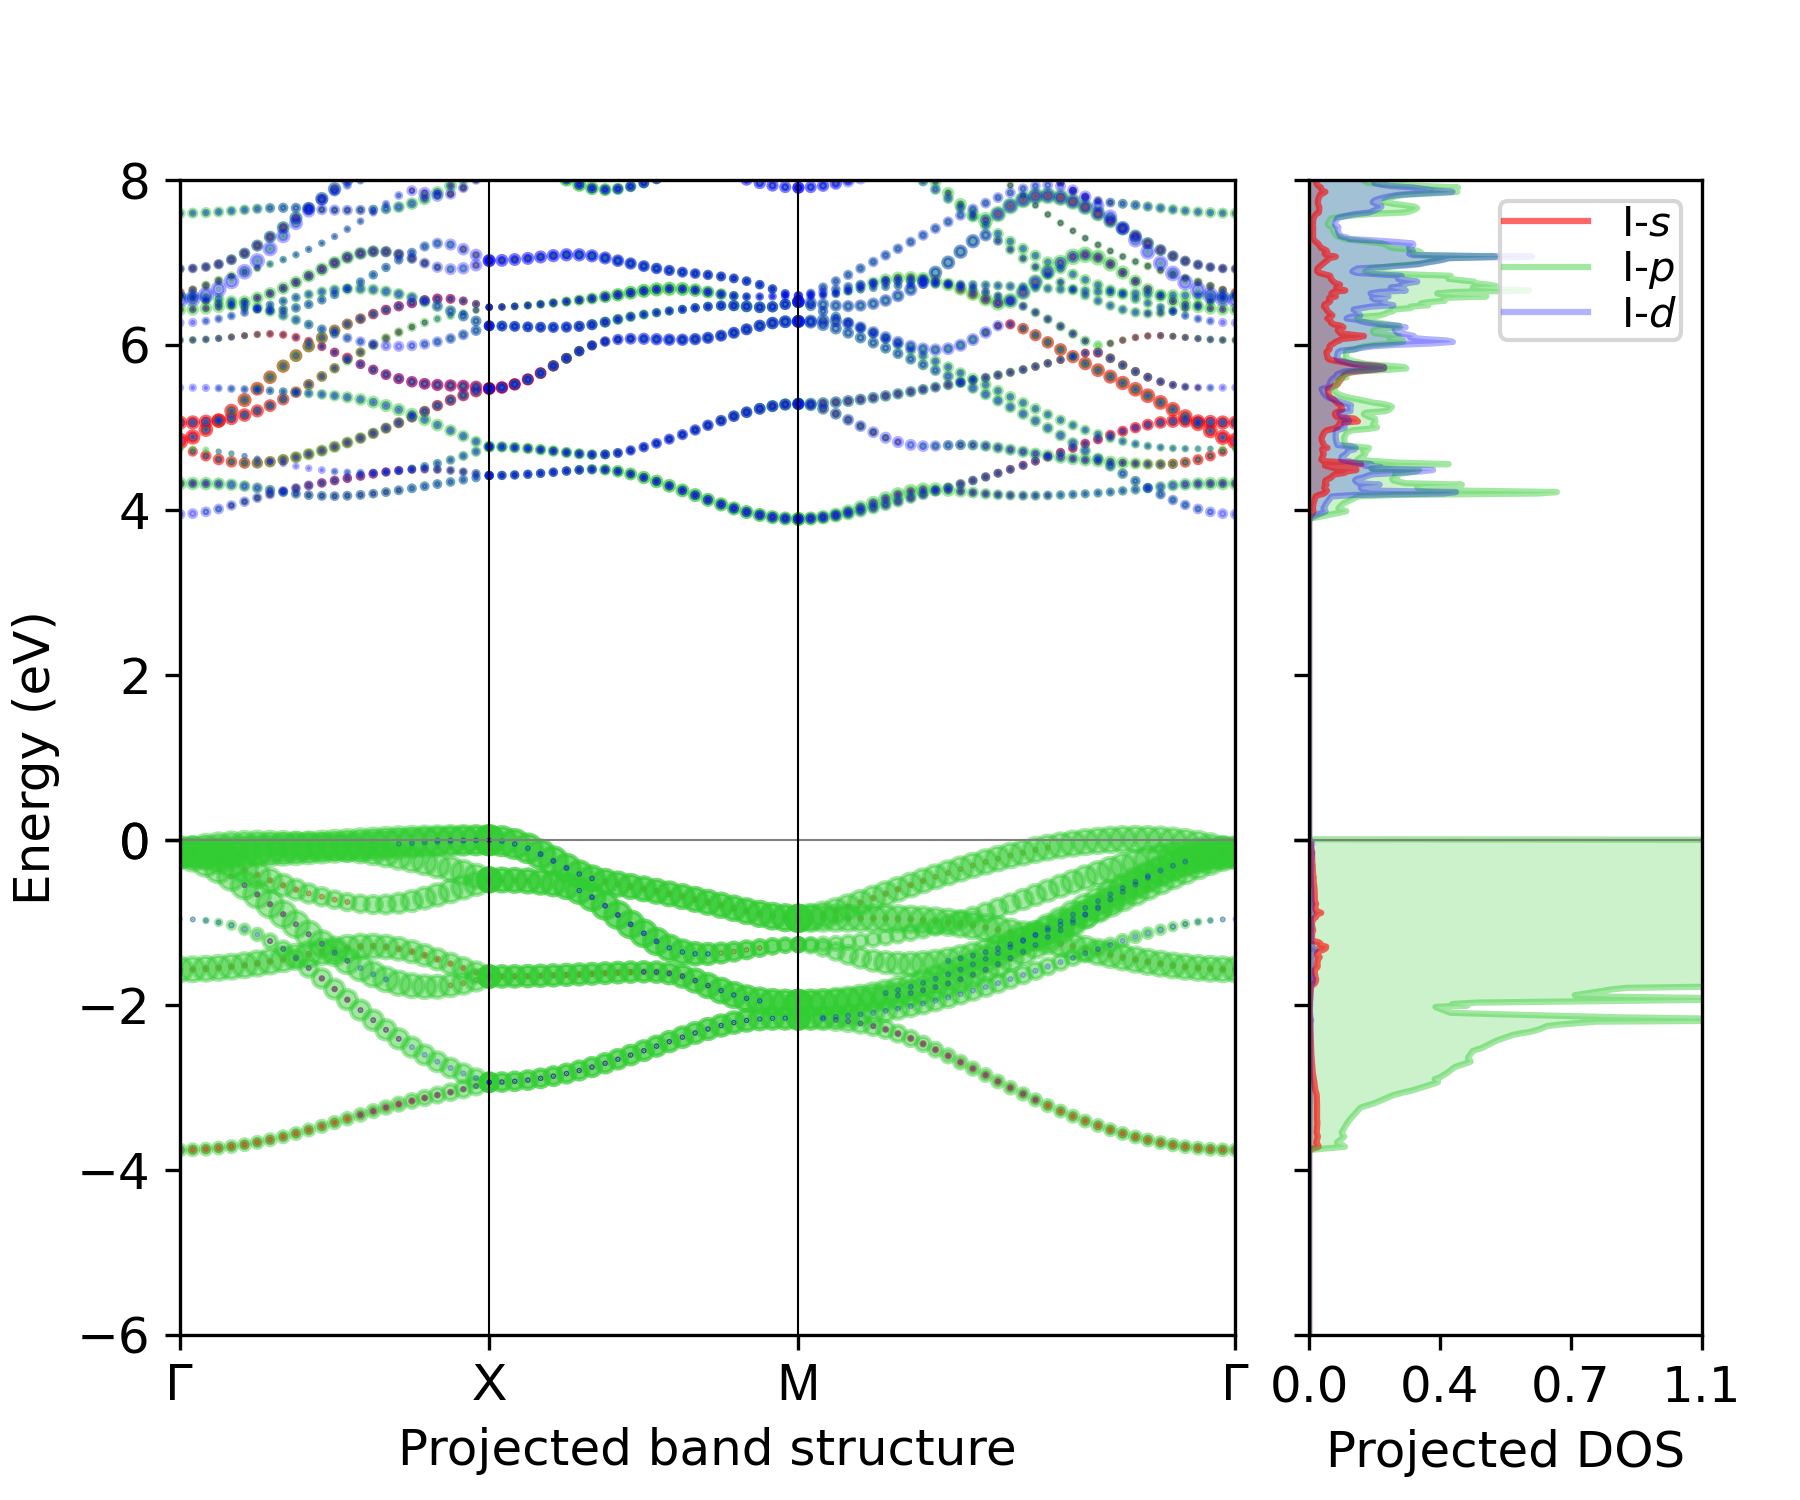 8
6
4
2
0
−2
−4
−6
Energy (eV)
Γ X M Γ
Projected band structure
I-s
I-p
I-d
0.0 0.4 0.7 1.1
Projected DOS